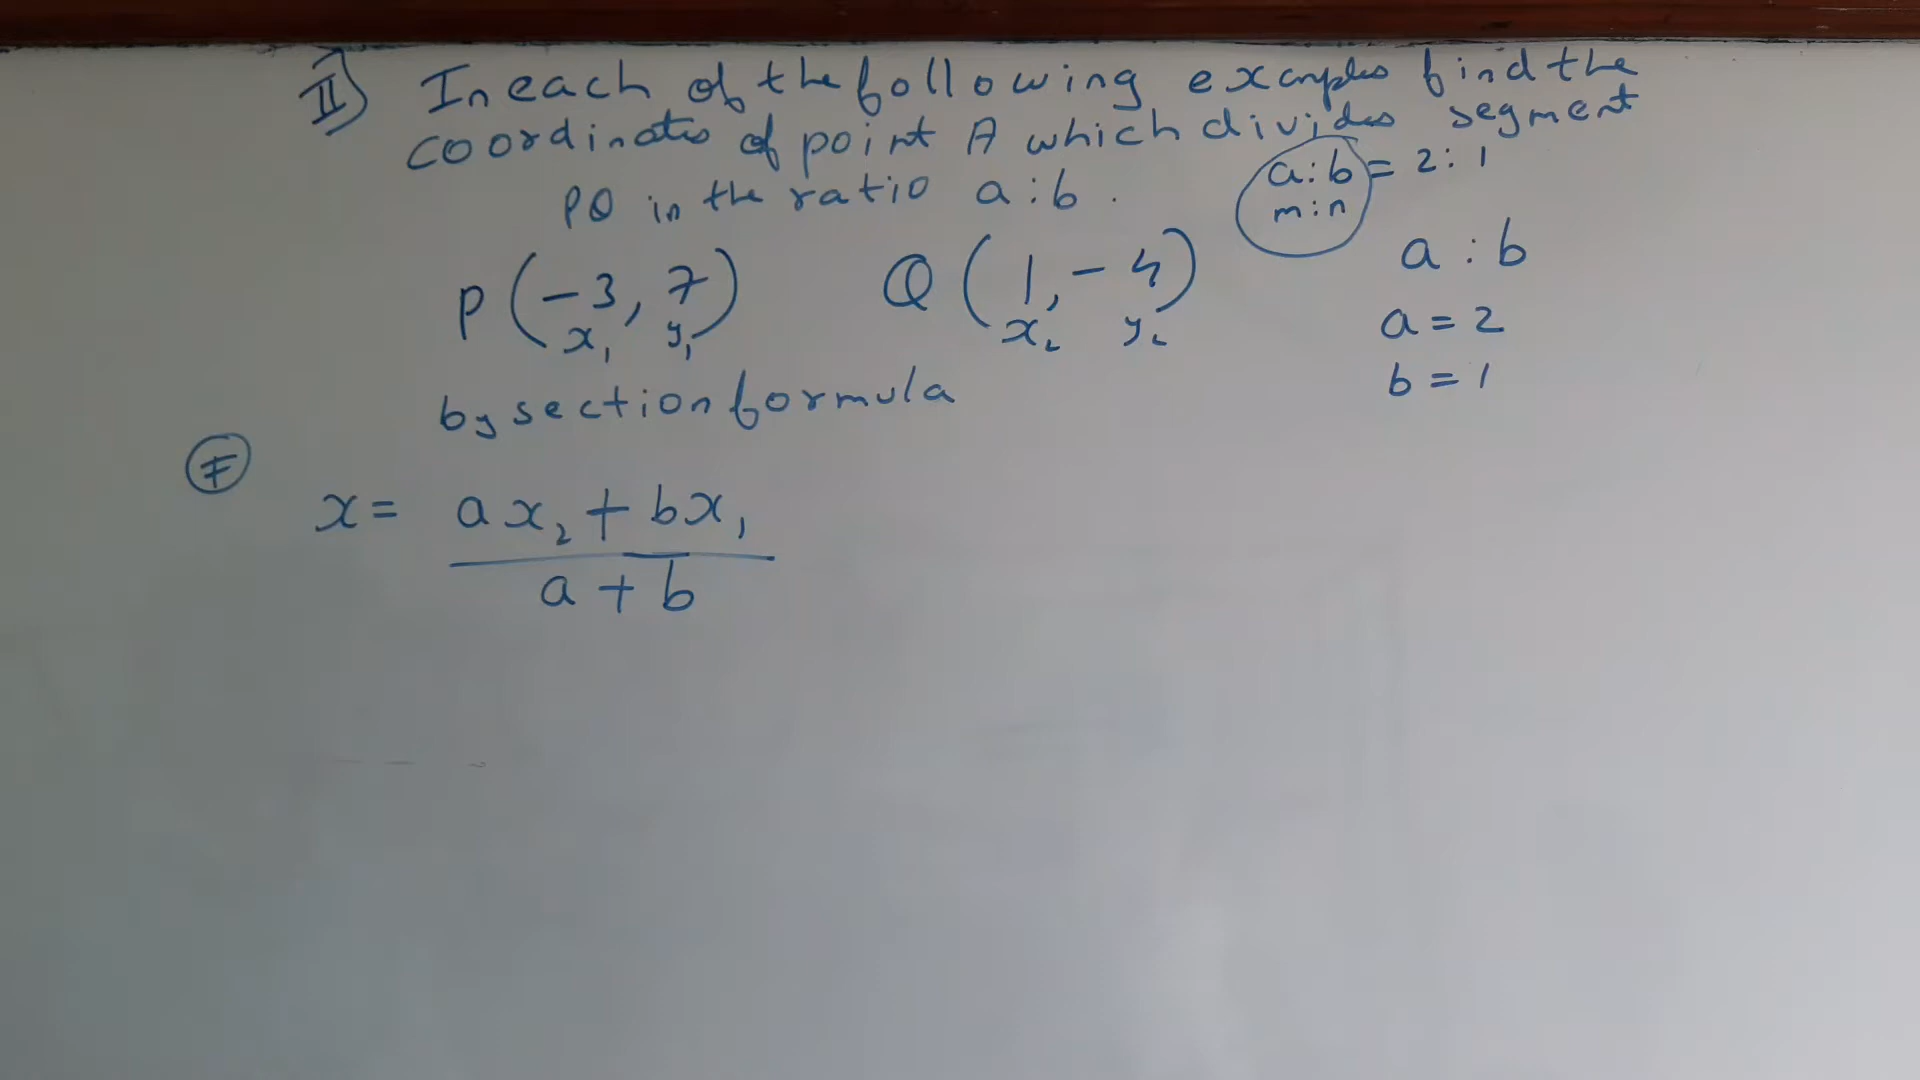 II) In each of the following examples find the
coordinates of point A which divides segment
PQ in the ratio a : b .
a : b = 2 : 1
m : n
P ( -3 , 7 ) Q ( 1 , - 4 )
x₁ y₁ x₂ y₂
a : b
a = 2
b = 1
by section formula
F
x = ax₂ + bx₁
a + b